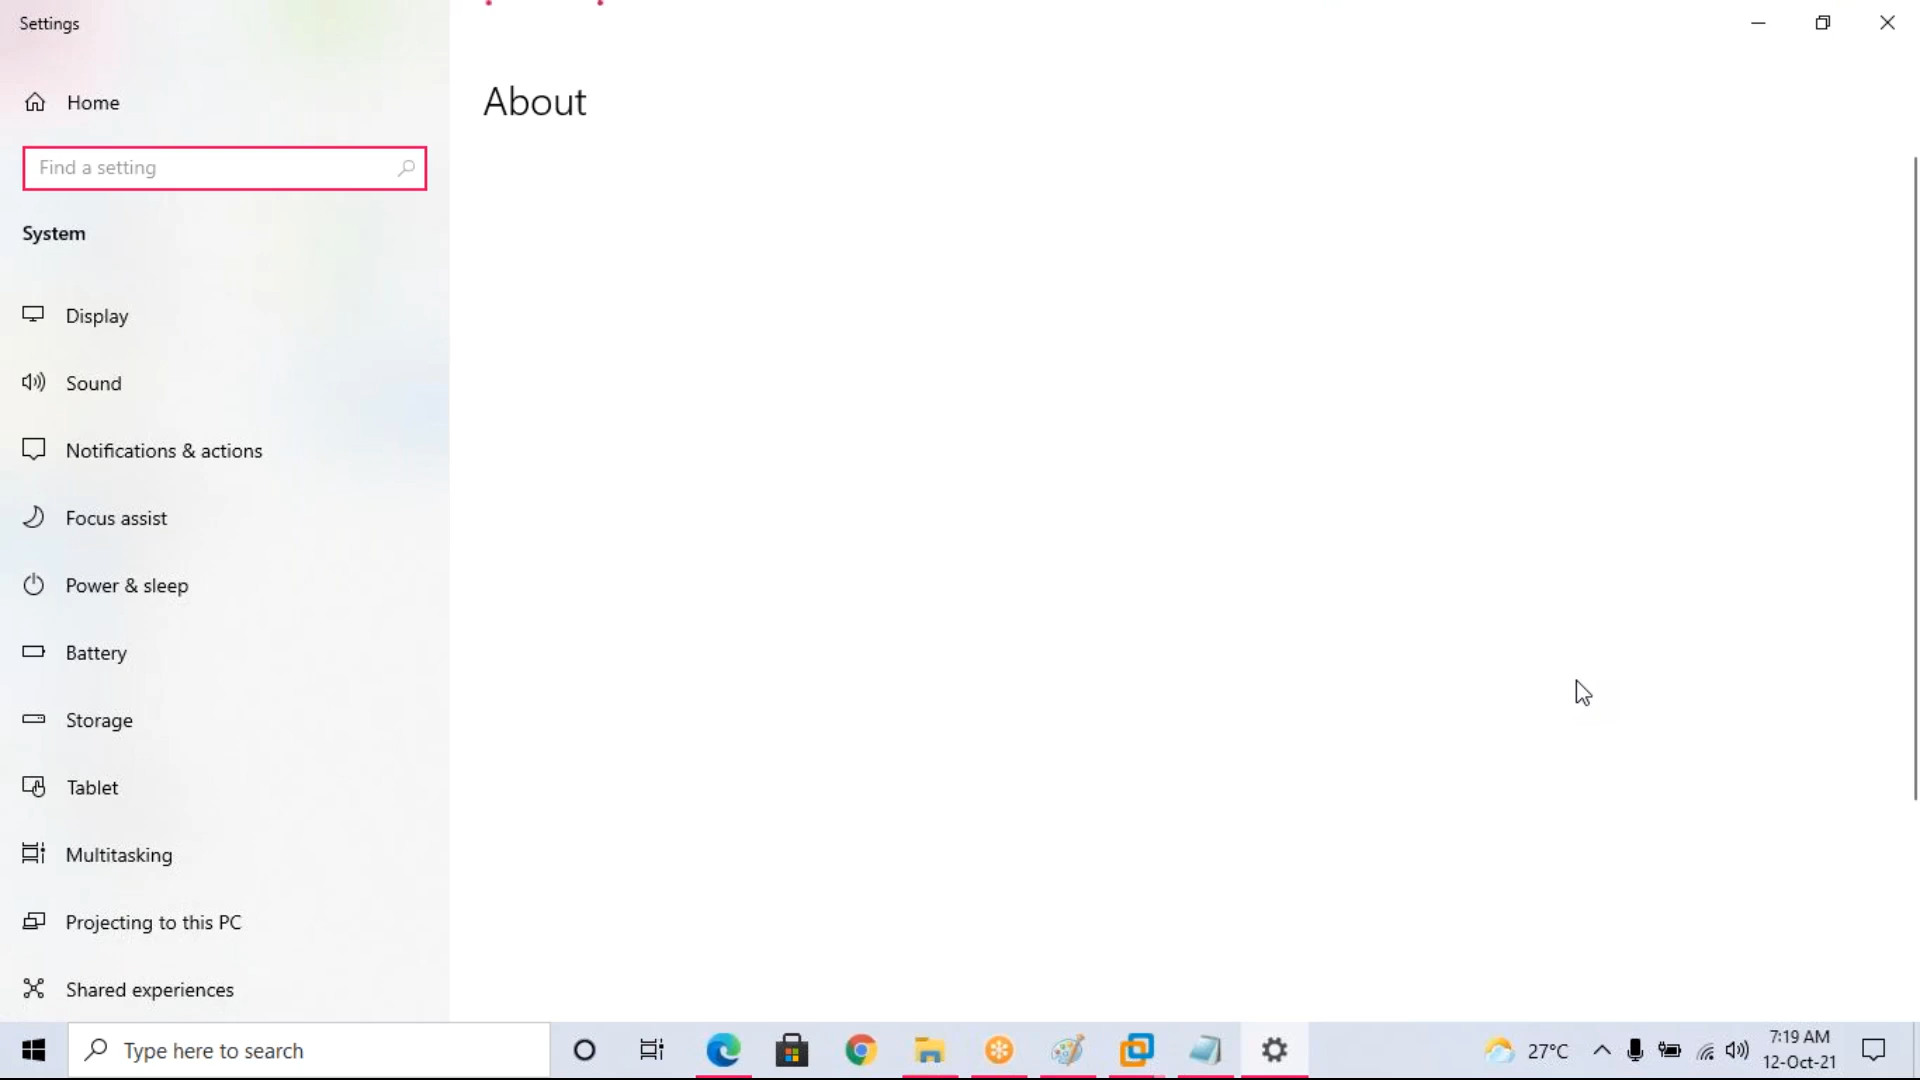 Settings
Home
About
Find a setting
System
Display
Sound
Notifications & actions
Focus assist
Power & sleep
Battery
Storage
Tablet
Multitasking
Projecting to this PC
Shared experiences
Type here to search
27°C
7:19 AM
12-Oct-21